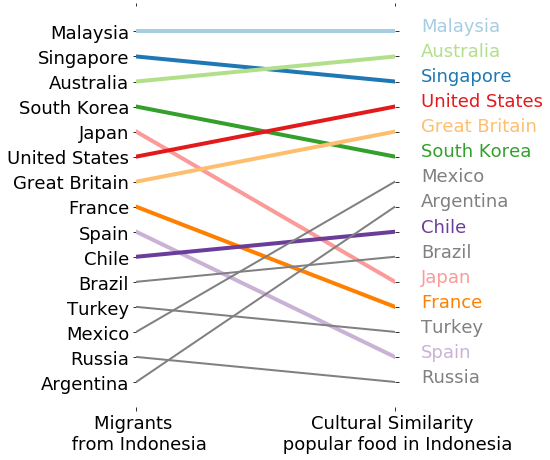 Malaysia
Singapore
Australia
South Korea
Japan
United States
Great Britain
France
Spain
Chile
Brazil
Turkey
Mexico
Russia
Argentina
Malaysia
Australia
Singapore
United States
Great Britain
South Korea
Mexico
Argentina
Chile
Brazil
Japan
France
Turkey
Spain
Russia
Migrants
from Indonesia
Cultural Similarity
popular food in Indonesia